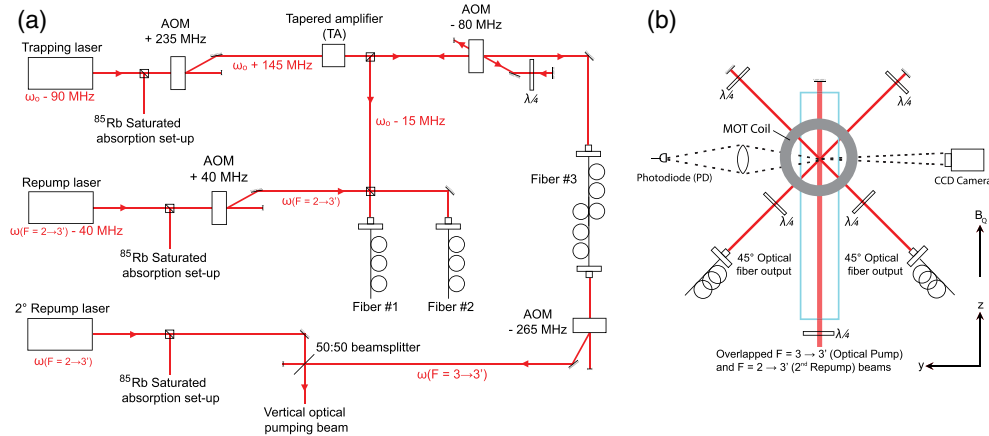 (a)
Trapping laser
ω₀ - 90 MHz
AOM
+ 235 MHz
⁸⁵Rb Saturated
absorption set-up
ω₀ + 145 MHz
Tapered amplifier
(TA)
AOM
- 80 MHz
λ⁄4
ω₀ - 15 MHz
Repump laser
ω(F = 2→3') - 40 MHz
AOM
+ 40 MHz
⁸⁵Rb Saturated
absorption set-up
ω(F = 2→3')
Fiber #1
Fiber #2
Fiber #3
2° Repump laser
ω(F = 2→3')
⁸⁵Rb Saturated
absorption set-up
50:50 beamsplitter
ω(F = 3→3')
AOM
- 265 MHz
Vertical optical
pumping beam
(b)
λ⁄4
λ⁄4
MOT Coil
Photodiode (PD)
CCD Camera
λ⁄4
λ⁄4
45° Optical
fiber output
45° Optical
fiber output
λ⁄4
Overlapped F = 3 → 3' (Optical Pump)
and F = 2 → 3' (2ⁿᵈ Repump) beams
B_Q
z
y